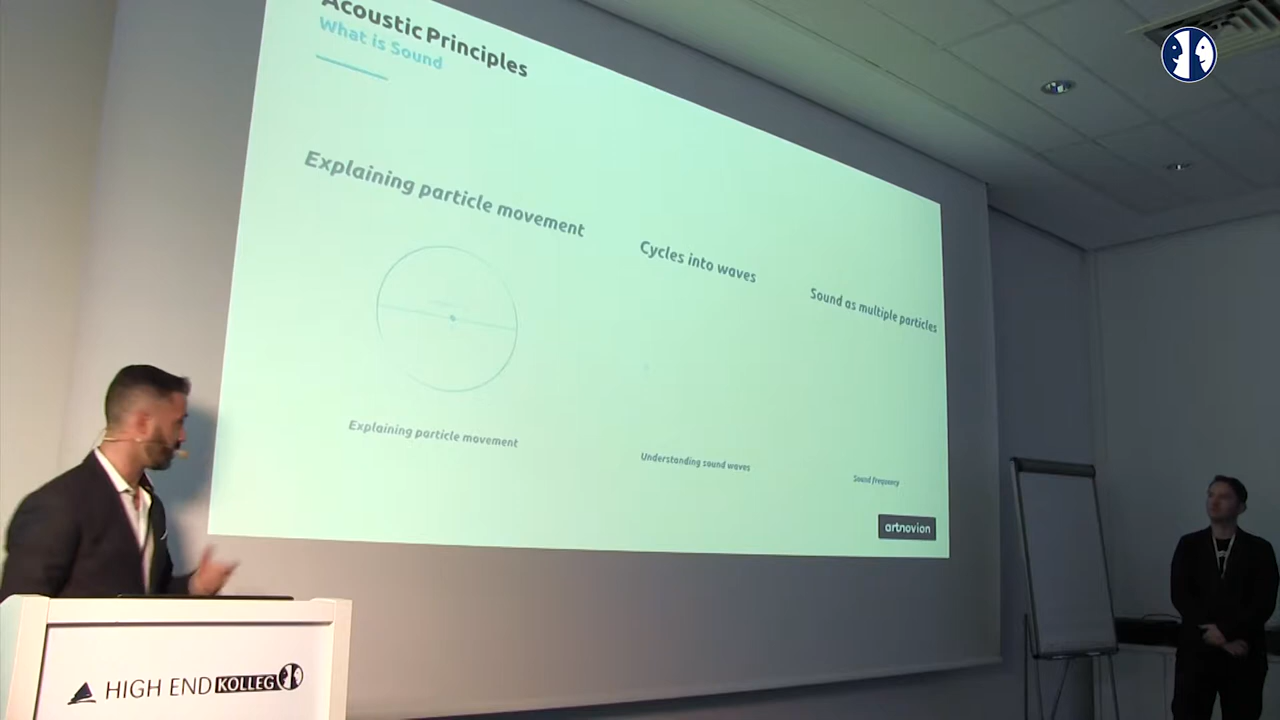 Acoustic Principles
What is Sound
Explaining particle movement
Cycles into waves
Sound as multiple particles
Explaining particle movement
Understanding sound waves
Sound frequency
artnovion
HIGH END KOLLEG